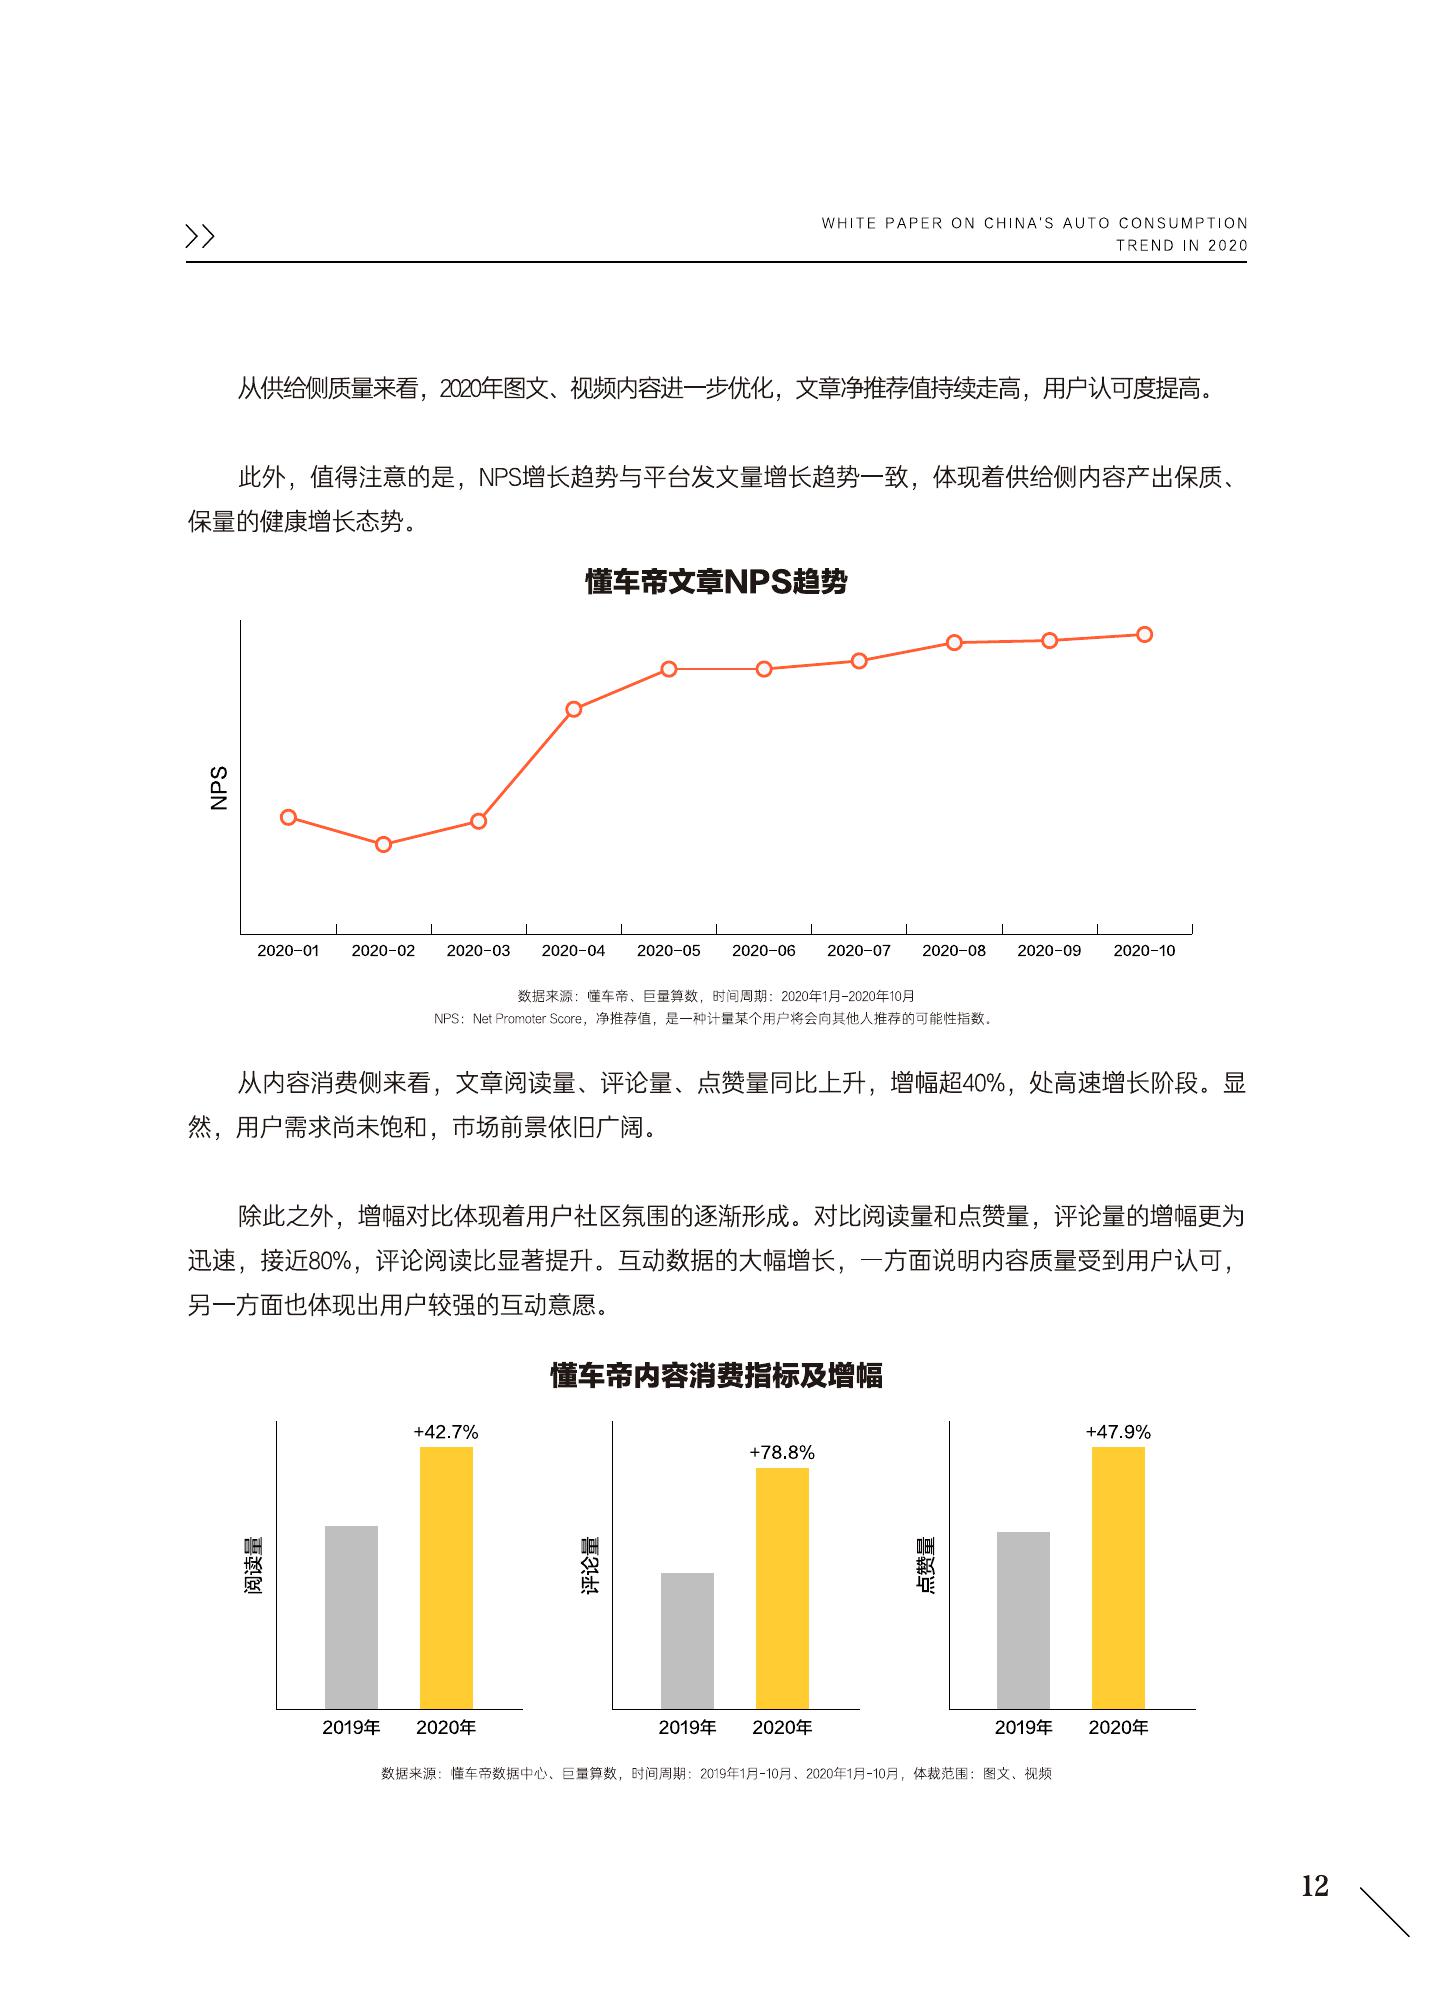 WHITE PAPER ON CHINA'S AUTO CONSUMPTION
TREND IN 2020
从供给侧质量来看，2020年图文、视频内容进一步优化，文章净推荐值持续走高，用户认可度提高。
此外，值得注意的是，NPS增长趋势与平台发文量增长趋势一致，体现着供给侧内容产出保质、
保量的健康增长态势。
懂车帝文章NPS趋势
NPS
2020-01 2020-02 2020-03 2020-04 2020-05 2020-06 2020-07 2020-08 2020-09 2020-10
数据来源：懂车帝、巨量算数，时间周期：2020年1月-2020年10月
NPS：Net Promoter Score，净推荐值，是一种计量某个用户将会向其他人推荐的可能性指数。
从内容消费侧来看，文章阅读量、评论量、点赞量同比上升，增幅超40%，处高速增长阶段。显
然，用户需求尚未饱和，市场前景依旧广阔。
除此之外，增幅对比体现着用户社区氛围的逐渐形成。对比阅读量和点赞量，评论量的增幅更为
迅速，接近80%，评论阅读比显著提升。互动数据的大幅增长，一方面说明内容质量受到用户认可，
另一方面也体现出用户较强的互动意愿。
懂车帝内容消费指标及增幅
阅读量
+42.7%
2019年 2020年
评论量
+78.8%
2019年 2020年
点赞量
+47.9%
2019年 2020年
数据来源：懂车帝数据中心、巨量算数，时间周期：2019年1月-10月、2020年1月-10月，体裁范围：图文、视频
12